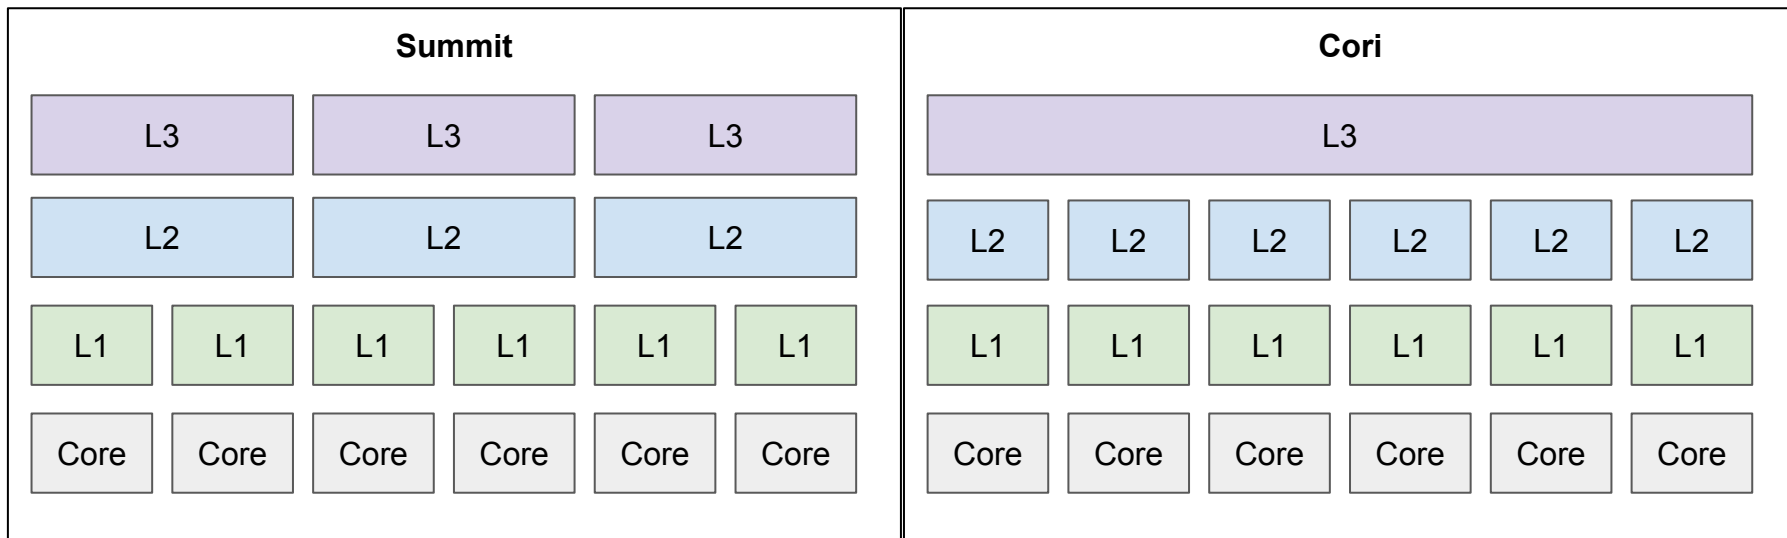 Summit
L3 L3 L3
L2 L2 L2
L1 L1 L1 L1 L1 L1
Core Core Core Core Core Core
Cori
L3
L2 L2 L2 L2 L2 L2
L1 L1 L1 L1 L1 L1
Core Core Core Core Core Core